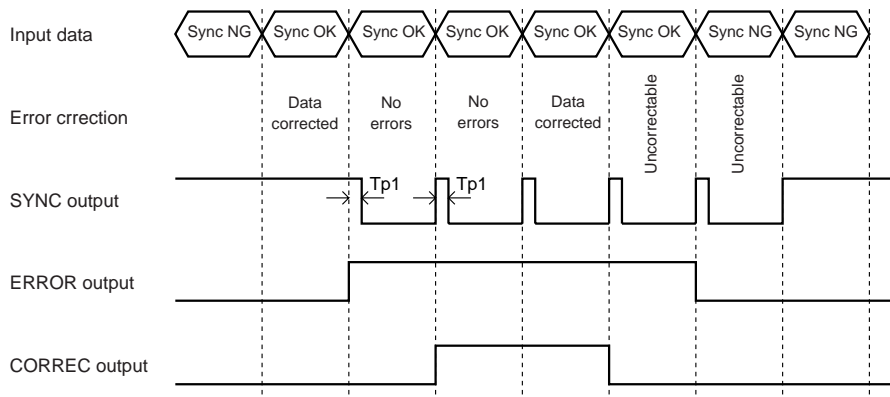 Input data Sync NG Sync OK Sync OK Sync OK Sync OK Sync OK Sync NG Sync NG
Error crrection Data corrected No errors No errors Data corrected Uncorrectable Uncorrectable
SYNC output Tp1 Tp1
ERROR output
CORREC output